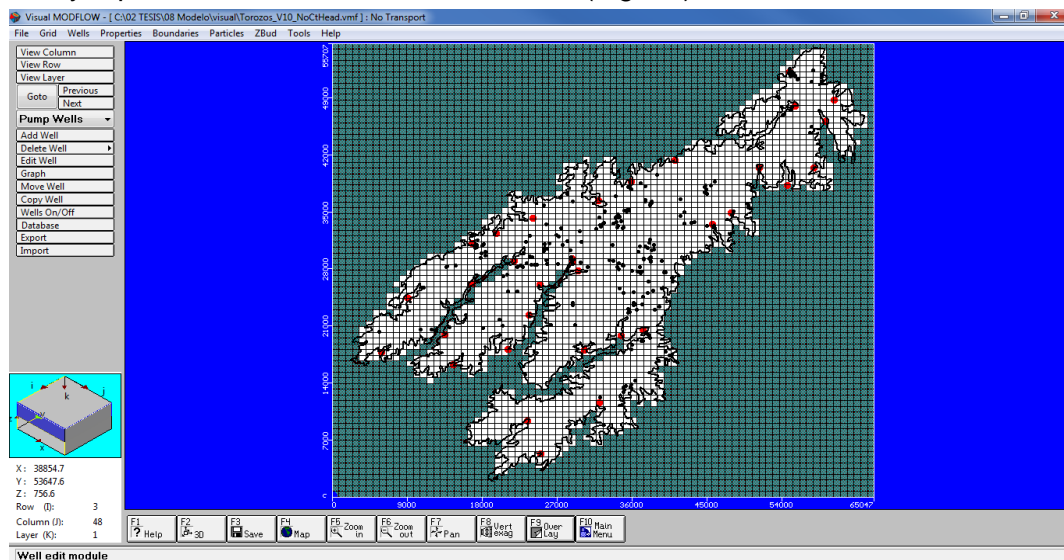 Visual MODFLOW - [ C:\02 TESIS\08 Modelo\visual\Torozos_V10_NoCtHead.vmf ] : No Transport
File Grid Wells Properties Boundaries Particles ZBud Tools Help
View Column
View Row
View Layer
Goto
Previous
Next
Pump Wells
Add Well
Delete Well
Edit Well
Graph
Move Well
Copy Well
Wells On/Off
Database
Export
Import
55707
49000
42000
35000
28000
21000
14000
7000
9000 18000 27000 36000 45000 54000 65047
i
j
k
x
X: 38854.7
Y: 53647.6
Z: 756.6
Row (I): 3
Column (J): 48
Layer (K): 1
F1 ? Help
F2 3D
F3 Save
F4 Map
F5 Zoom in
F6 Zoom out
F7 Pan
F8 Vert exag
F9 Over lay
F10 Main Menu
Well edit module